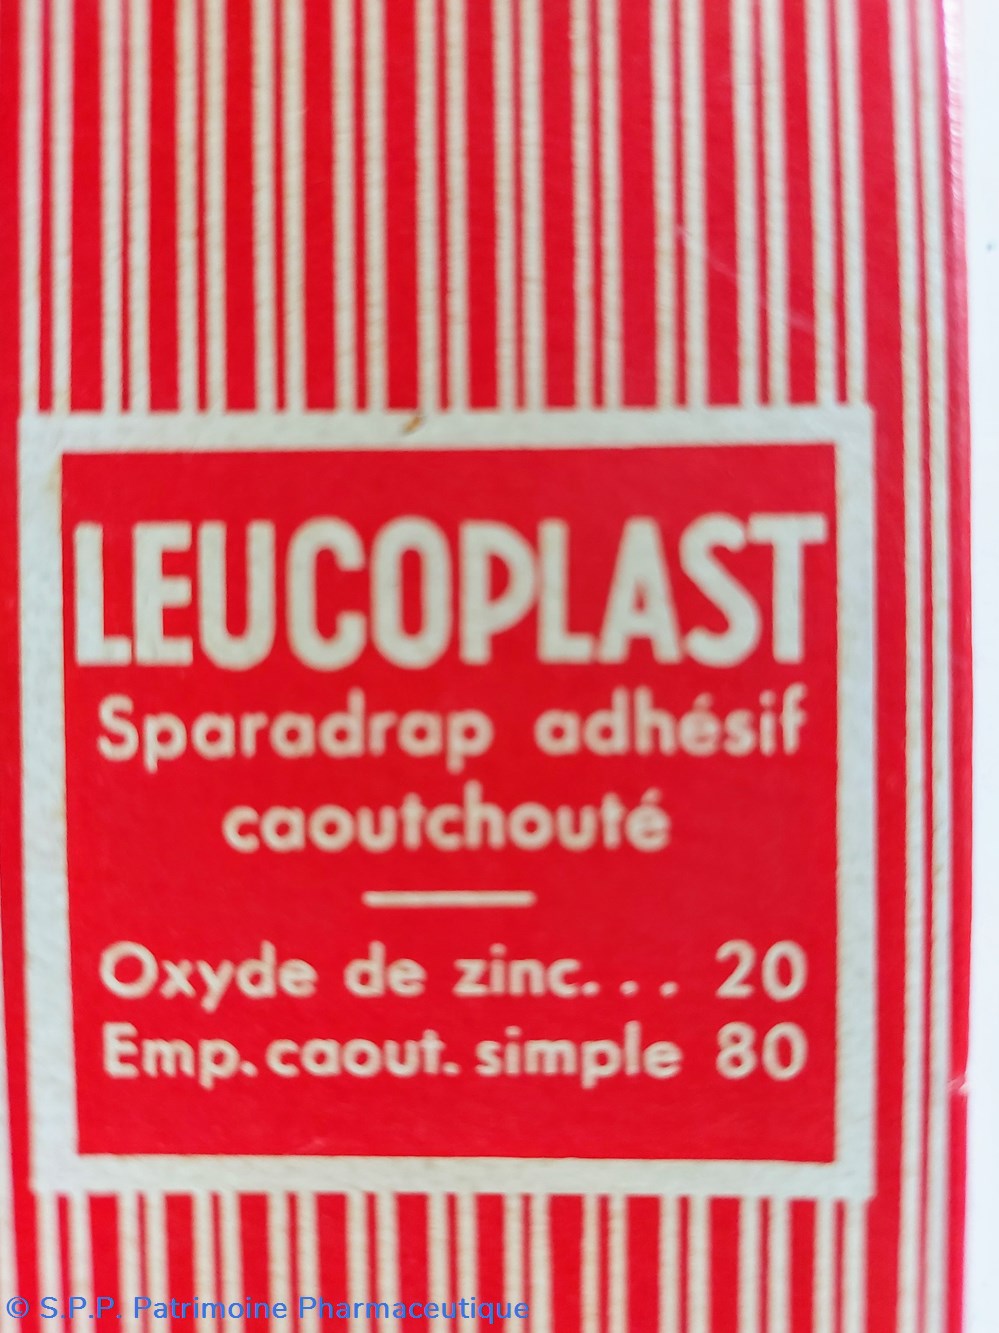 LEUCOPLAST
Sparadrap adhésif
caoutchouté
Oxyde de zinc... 20
Emp. caout. simple 80
© S.P.P. Patrimoine Pharmaceutique